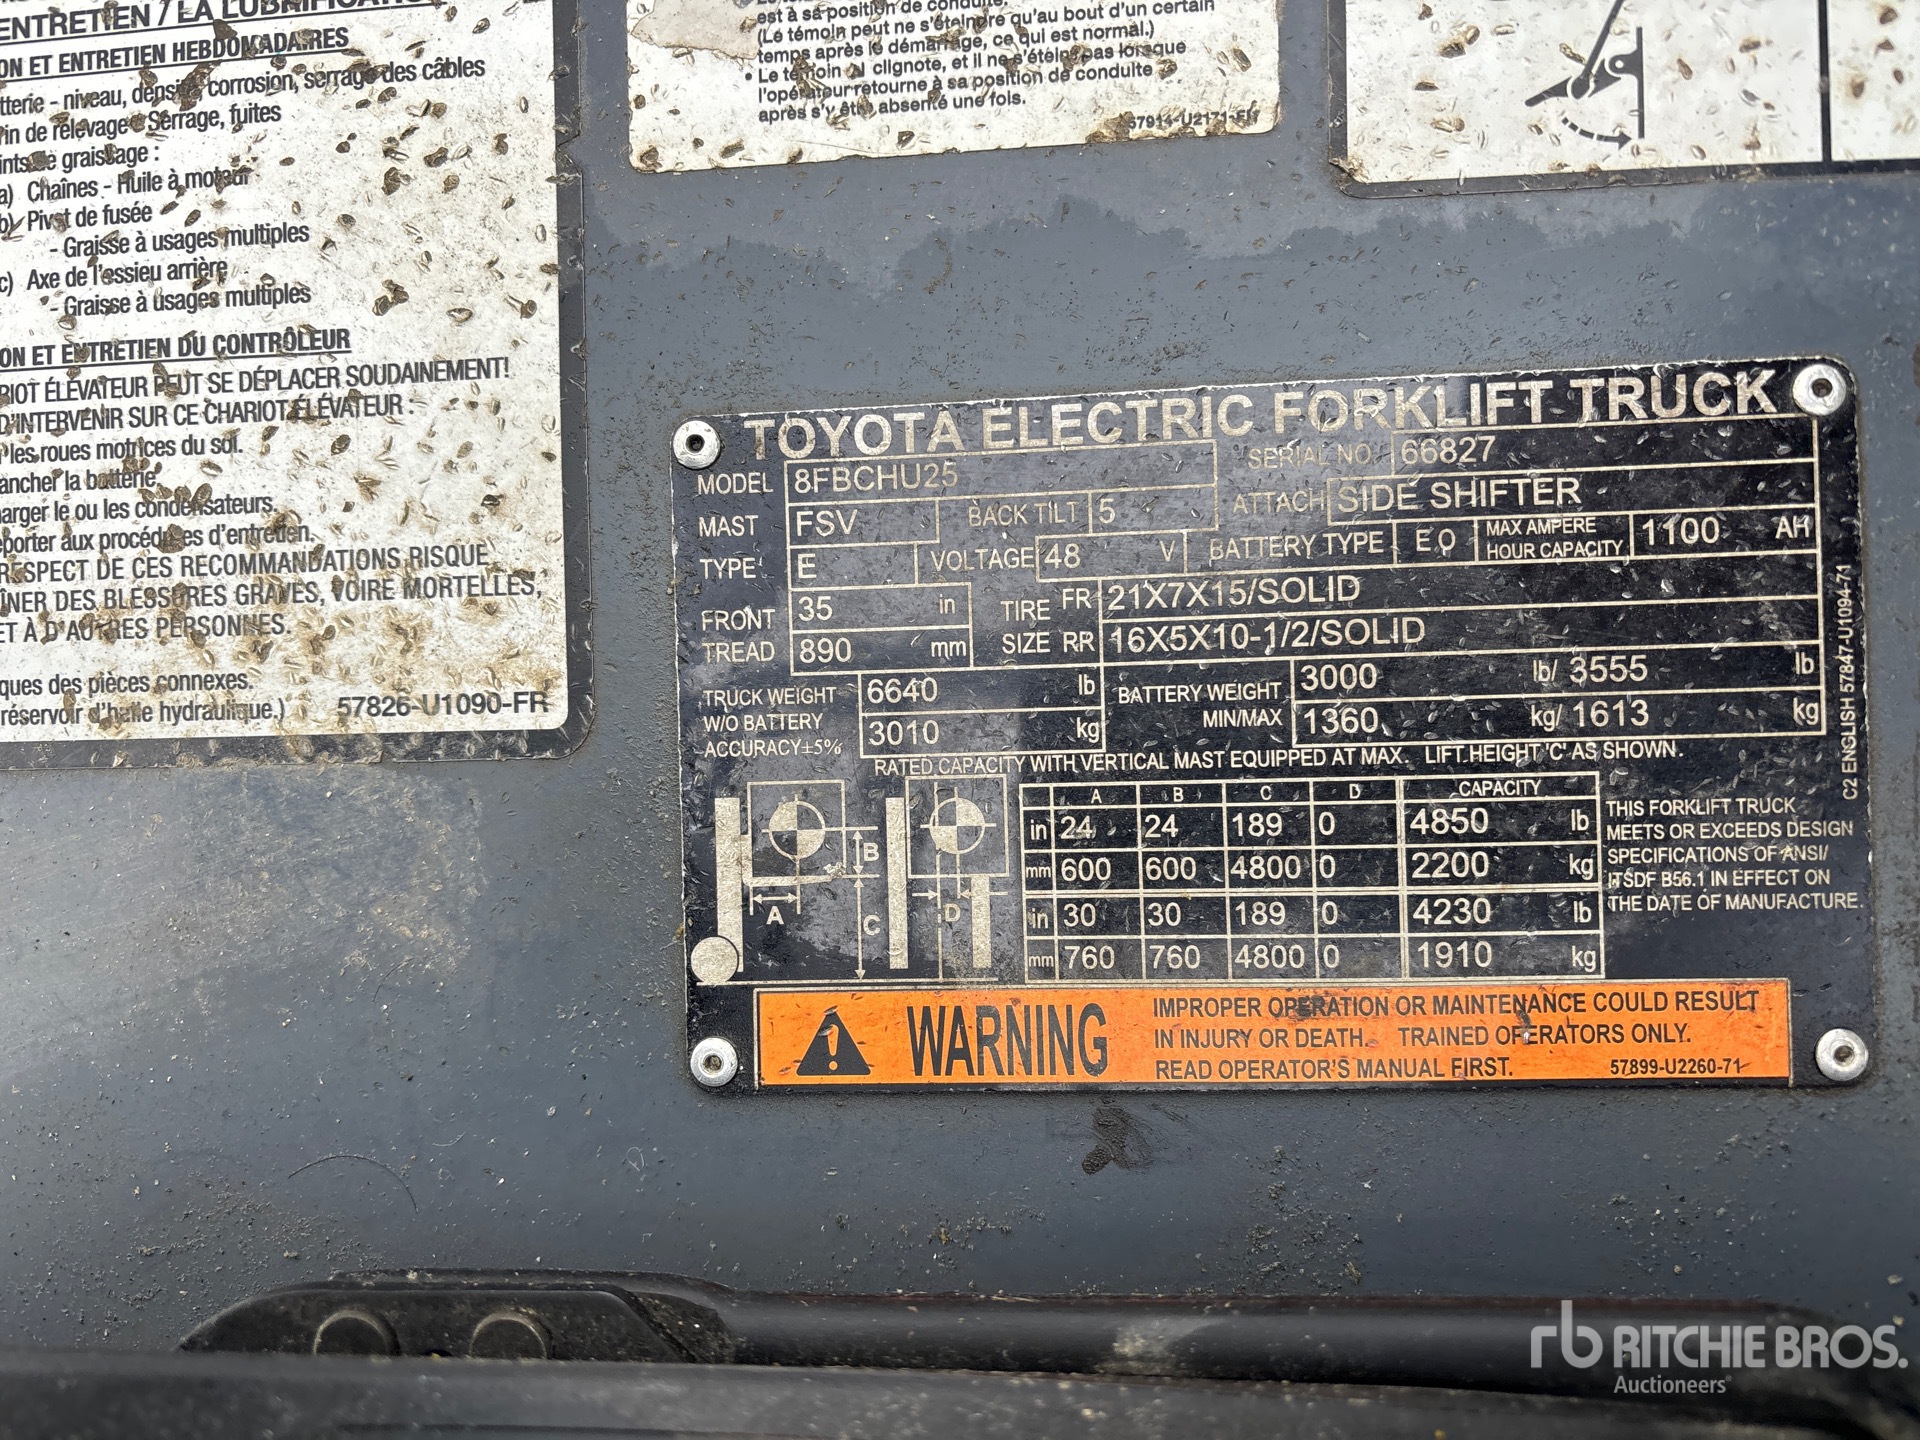 ENTRETIEN / LA LUBRIFICATION
ON ET ENTRETIEN HEBDOMADAIRES
tterie - niveau, densité, corrosion, serrage des câbles
in de relevage - Serrage, fuites
ints de graissage :
a) Chaînes - Huile à moteur
b) Pivot de fusée
- Graisse à usages multiples
c) Axe de l'essieu arrière
- Graisse à usages multiples
ON ET ENTRETIEN DU CONTRÔLEUR
RIOT ÉLÉVATEUR PEUT SE DÉPLACER SOUDAINEMENT!
D'INTERVENIR SUR CE CHARIOT ÉLÉVATEUR :
les roues motrices du sol.
ancher la batterie.
harger le ou les condensateurs.
eporter aux procédures d'entretien.
RESPECT DE CES RECOMMANDATIONS RISQUE
ÎNER DES BLESSURES GRAVES, VOIRE MORTELLES,
ET À D'AUTRES PERSONNES.
ques des pièces connexes.
réservoir d'huile hydraulique.) 57826-U1090-FR
est à sa position de conduite.
(Le témoin peut ne s'éteindre qu'au bout d'un certain
temps après le démarrage, ce qui est normal.)
• Le témoin clignote, et il ne s'éteint pas lorsque
l'opérateur retourne à sa position de conduite
après s'y être absenté une fois.
57914-U2171-FR
TOYOTA ELECTRIC FORKLIFT TRUCK
MODEL 8FBCHU25 SERIAL NO. 66827
MAST FSV BACK TILT 5 ATTACH SIDE SHIFTER
TYPE E VOLTAGE 48 V BATTERY TYPE EO MAX AMPERE HOUR CAPACITY 1100 AH
FRONT TREAD 35 in TIRE SIZE FR 21X7X15/SOLID
890 mm RR 16X5X10-1/2/SOLID
TRUCK WEIGHT 6640 lb BATTERY WEIGHT 3000 lb/ 3555 lb
W/O BATTERY
ACCURACY±5% 3010 kg MIN/MAX 1360 kg/ 1613 kg
RATED CAPACITY WITH VERTICAL MAST EQUIPPED AT MAX. LIFT HEIGHT 'C' AS SHOWN.
A B C D CAPACITY
in 24 24 189 0 4850 lb
mm 600 600 4800 0 2200 kg
in 30 30 189 0 4230 lb
mm 760 760 4800 0 1910 kg
A B C D
THIS FORKLIFT TRUCK
MEETS OR EXCEEDS DESIGN
SPECIFICATIONS OF ANSI/
ITSDF B56.1 IN EFFECT ON
THE DATE OF MANUFACTURE.
C2 ENGLISH 57847-U1094-71
WARNING
IMPROPER OPERATION OR MAINTENANCE COULD RESULT
IN INJURY OR DEATH. TRAINED OPERATORS ONLY.
READ OPERATOR'S MANUAL FIRST. 57899-U2260-71
rb RITCHIE BROS.
Auctioneers